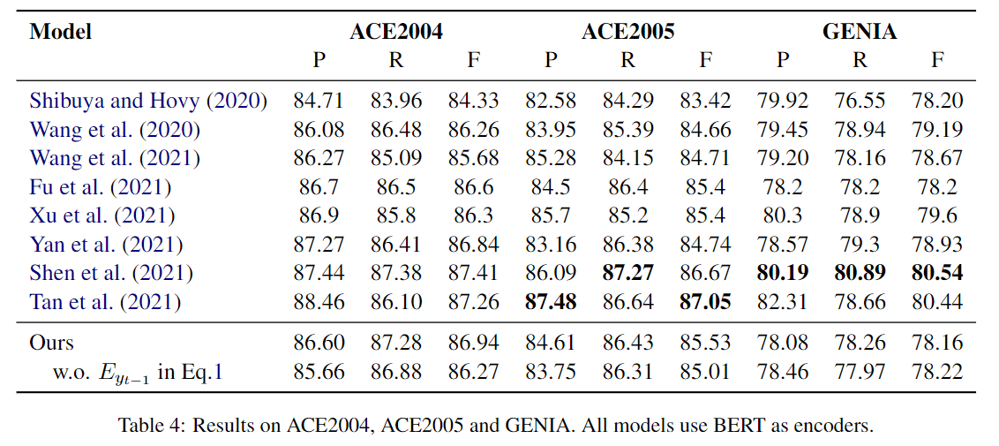 Model ACE2004 ACE2005 GENIA
P R F P R F P R F
Shibuya and Hovy (2020) 84.71 83.96 84.33 82.58 84.29 83.42 79.92 76.55 78.20
Wang et al. (2020) 86.08 86.48 86.26 83.95 85.39 84.66 79.45 78.94 79.19
Wang et al. (2021) 86.27 85.09 85.68 85.28 84.15 84.71 79.20 78.16 78.67
Fu et al. (2021) 86.7 86.5 86.6 84.5 86.4 85.4 78.2 78.2 78.2
Xu et al. (2021) 86.9 85.8 86.3 85.7 85.2 85.4 80.3 78.9 79.6
Yan et al. (2021) 87.27 86.41 86.84 83.16 86.38 84.74 78.57 79.3 78.93
Shen et al. (2021) 87.44 87.38 87.41 86.09 87.27 86.67 80.19 80.89 80.54
Tan et al. (2021) 88.46 86.10 87.26 87.48 86.64 87.05 82.31 78.66 80.44
Ours 86.60 87.28 86.94 84.61 86.43 85.53 78.08 78.26 78.16
w.o. E_{y_{t-1}} in Eq.1 85.66 86.88 86.27 83.75 86.31 85.01 78.46 77.97 78.22
Table 4: Results on ACE2004, ACE2005 and GENIA. All models use BERT as encoders.